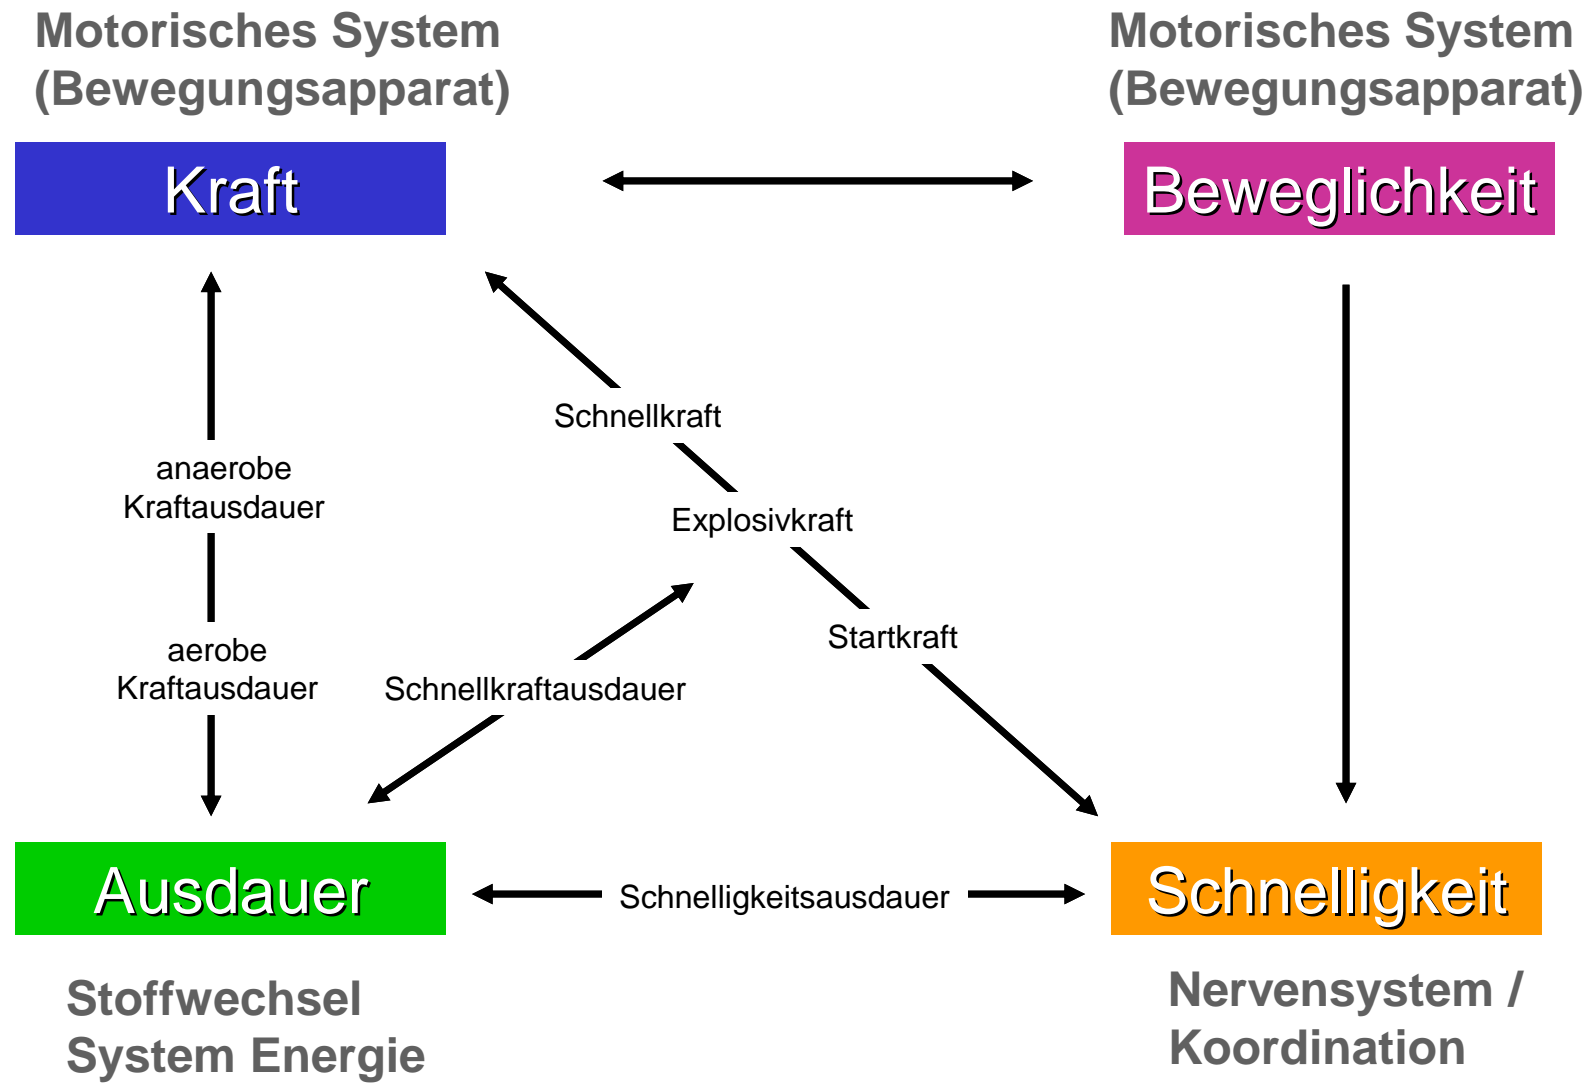 Motorisches System
(Bewegungsapparat)
Motorisches System
(Bewegungsapparat)
Kraft
Beweglichkeit
Schnellkraft
anaerobe
Kraftausdauer
Explosivkraft
Startkraft
aerobe
Kraftausdauer
Schnellkraftausdauer
Ausdauer
Schnelligkeitsausdauer
Schnelligkeit
Stoffwechsel
System Energie
Nervensystem /
Koordination